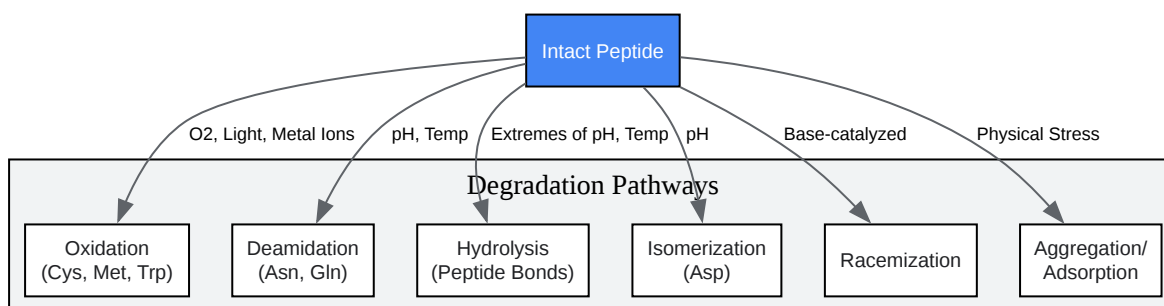 Intact Peptide
O2, Light, Metal Ions
pH, Temp
Extremes of pH, Temp
pH
Base-catalyzed
Physical Stress
Degradation Pathways
Oxidation
(Cys, Met, Trp)
Deamidation
(Asn, Gln)
Hydrolysis
(Peptide Bonds)
Isomerization
(Asp)
Racemization
Aggregation/
Adsorption